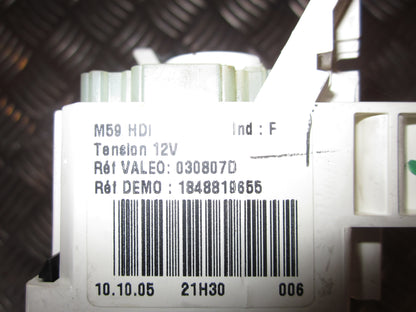 M59 HDI Ind : F
Tension 12V
Réf VALEO: 030807D
Réf DEMO : 1848819655
10.10.05 21H30 006